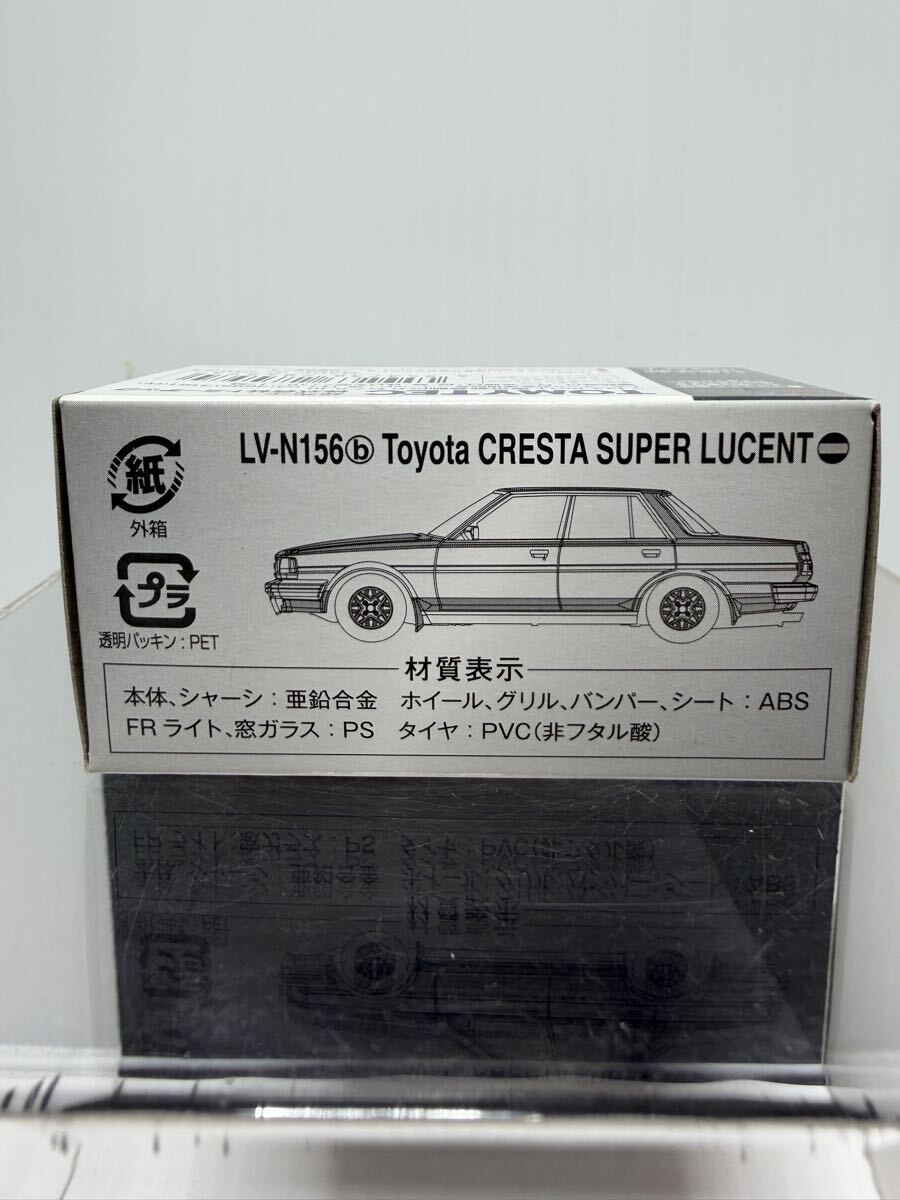 TOMYTEC
LV-N156ⓑ Toyota CRESTA SUPER LUCENT
紙
外箱
プラ
透明パッキン：PET
材質表示
本体、シャーシ：亜鉛合金　ホイール、グリル、バンパー、シート：ABS
FRライト、窓ガラス：PS　タイヤ：PVC（非フタル酸）